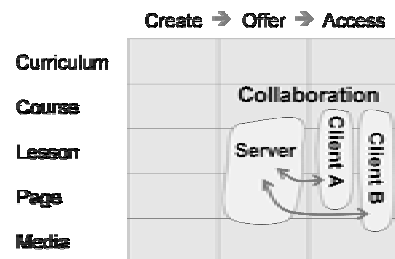 Create → Offer → Access
Curriculum
Course
Collaboration
Lesson
Server
Client A
Client B
Page
Media